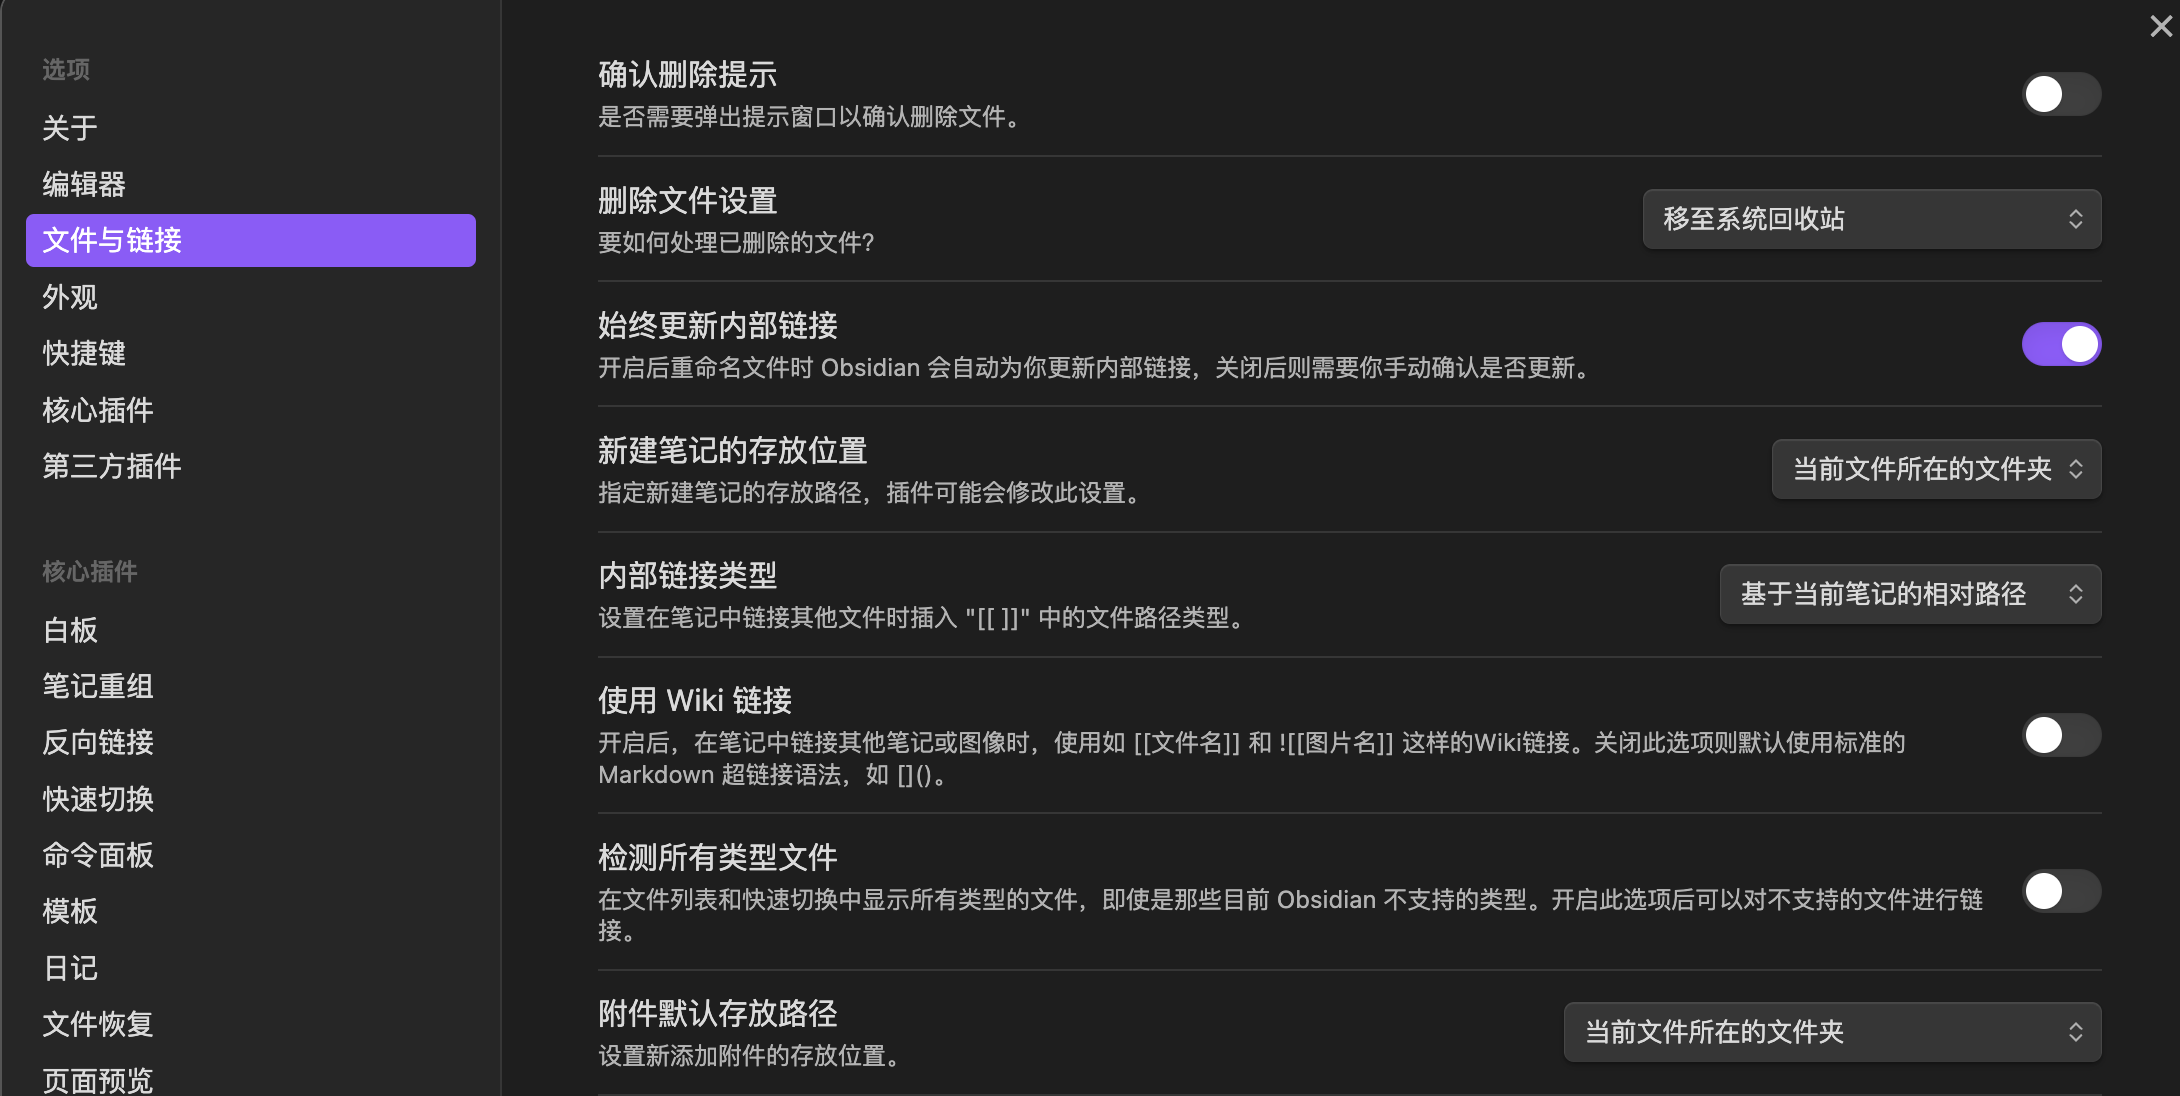 选项
关于
编辑器
文件与链接
外观
快捷键
核心插件
第三方插件
核心插件
白板
笔记重组
反向链接
快速切换
命令面板
模板
日记
文件恢复
页面预览
确认删除提示
是否需要弹出提示窗口以确认删除文件。
删除文件设置
要如何处理已删除的文件?
移至系统回收站
始终更新内部链接
开启后重命名文件时 Obsidian 会自动为你更新内部链接，关闭后则需要你手动确认是否更新。
新建笔记的存放位置
指定新建笔记的存放路径，插件可能会修改此设置。
当前文件所在的文件夹
内部链接类型
设置在笔记中链接其他文件时插入 "[[ ]]" 中的文件路径类型。
基于当前笔记的相对路径
使用 Wiki 链接
开启后，在笔记中链接其他笔记或图像时，使用如 [[文件名]] 和 ![[图片名]] 这样的Wiki链接。关闭此选项则默认使用标准的
Markdown 超链接语法，如 []()。
检测所有类型文件
在文件列表和快速切换中显示所有类型的文件，即使是那些目前 Obsidian 不支持的类型。开启此选项后可以对不支持的文件进行链
接。
附件默认存放路径
设置新添加附件的存放位置。
当前文件所在的文件夹